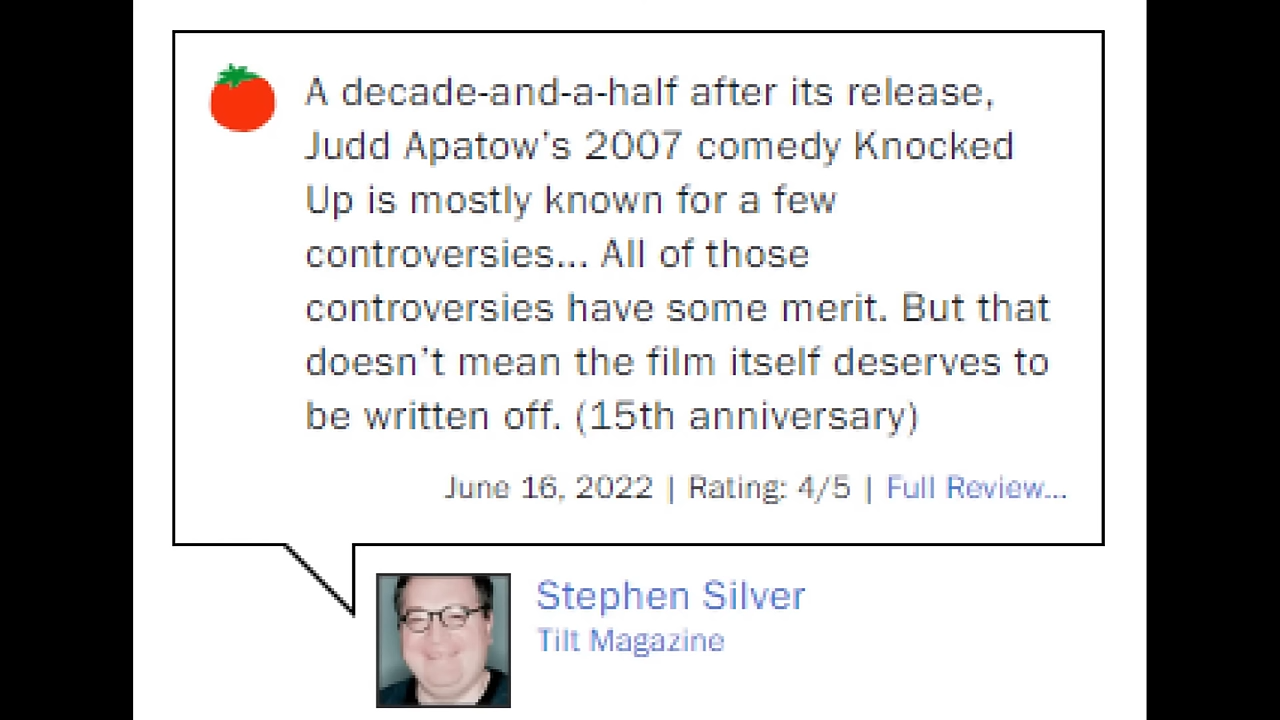 A decade-and-a-half after its release,
Judd Apatow's 2007 comedy Knocked
Up is mostly known for a few
controversies... All of those
controversies have some merit. But that
doesn't mean the film itself deserves to
be written off. (15th anniversary)
June 16, 2022 | Rating: 4/5 | Full Review...
Stephen Silver
Tilt Magazine